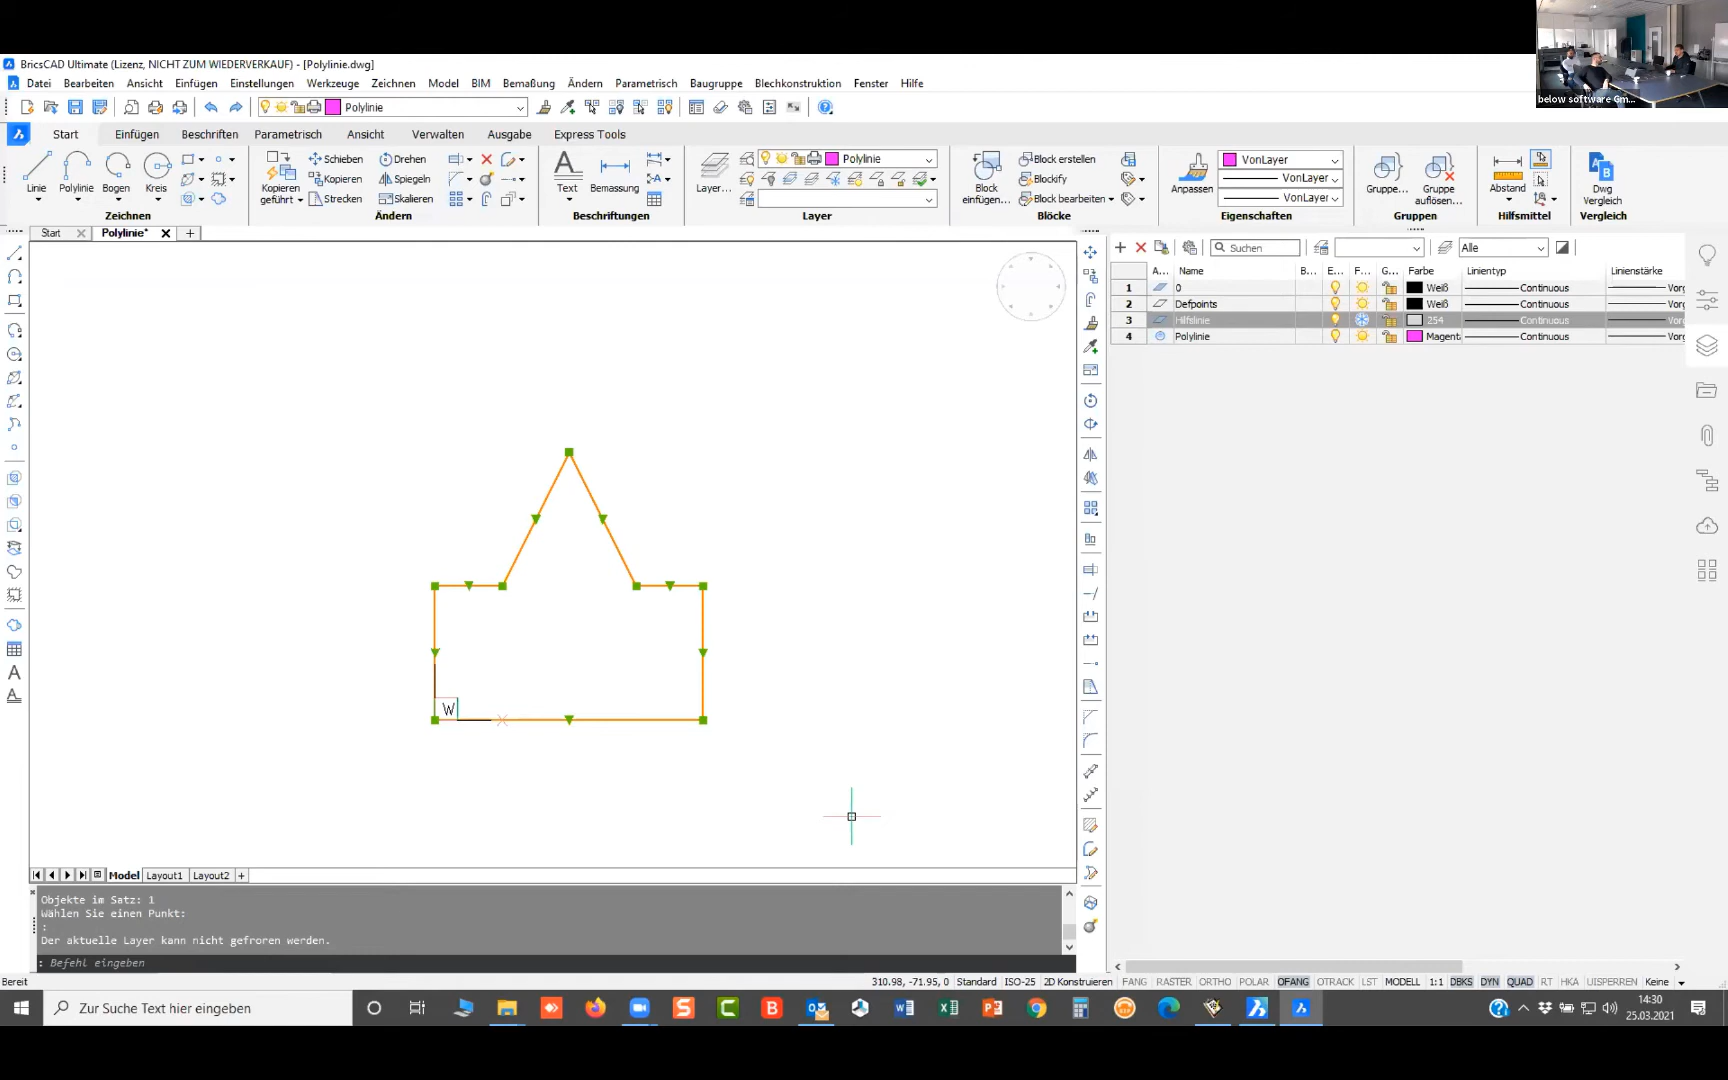 below software Gm...
BricsCAD Ultimate (Lizenz, NICHT ZUM WIEDERVERKAUF) - [Polylinie.dwg]
Datei Bearbeiten Ansicht Einfügen Einstellungen Werkzeuge Zeichnen Model BIM Bemaßung Ändern Parametrisch Baugruppe Blechkonstruktion Fenster Hilfe
Polylinie
Start Einfügen Beschriften Parametrisch Ansicht Verwalten Ausgabe Express Tools
Linie Polylinie Bogen Kreis
Zeichnen
Kopieren geführt
Schieben Drehen
Kopieren Spiegeln
Strecken Skalieren
Ändern
Text Bemassung
Beschriftungen
Layer...
Polylinie
Layer
Block einfügen...
Block erstellen
Blockify
Block bearbeiten
Blöcke
Anpassen
VonLayer
VonLayer
VonLayer
Eigenschaften
Gruppe... Gruppe auflösen...
Gruppen
Abstand
Hilfsmittel
Dwg Vergleich
Vergleich
Start Polylinie*
Suchen
Alle
A... Name B... E... F... G... Farbe Linientyp Linienstärke
1 0 Weiß Continuous Vorg
2 Defpoints Weiß Continuous Vorg
3 Hilfslinie 254 Continuous Vorg
4 Polylinie Magenta Continuous Vorg
W
Model Layout1 Layout2
Objekte im Satz: 1
Wählen Sie einen Punkt:
:
Der aktuelle Layer kann nicht gefroren werden.
: Befehl eingeben
Bereit
310.98, -71.95, 0 Standard ISO-25 2D Konstruieren FANG RASTER ORTHO POLAR OFANG OTRACK LST MODELL 1:1 DBKS DYN QUAD RT HKA UISPERREN Keine
Zur Suche Text hier eingeben
14:30
25.03.2021